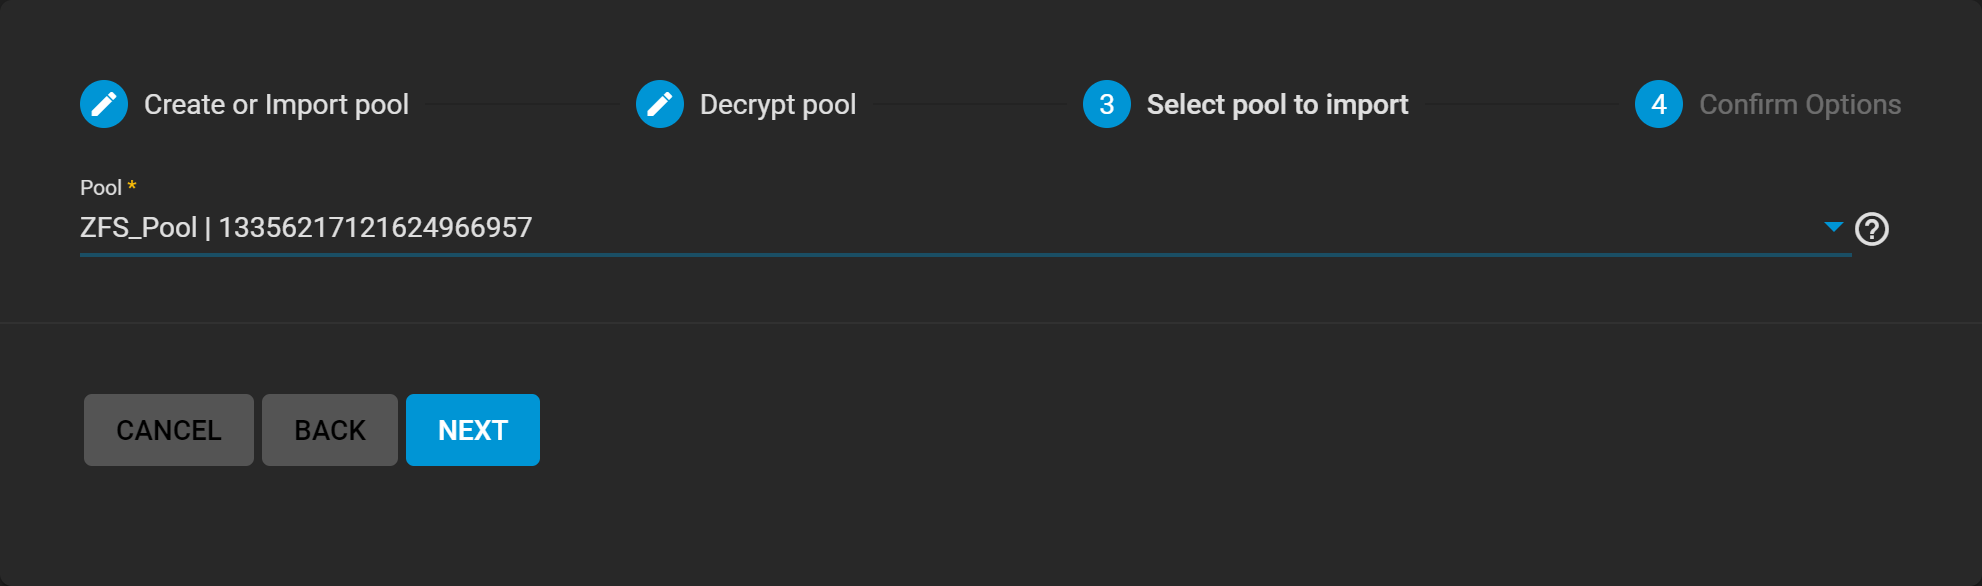 Create or Import pool
Decrypt pool
3 Select pool to import
4 Confirm Options
Pool *
ZFS_Pool | 13356217121624966957
?
CANCEL BACK NEXT